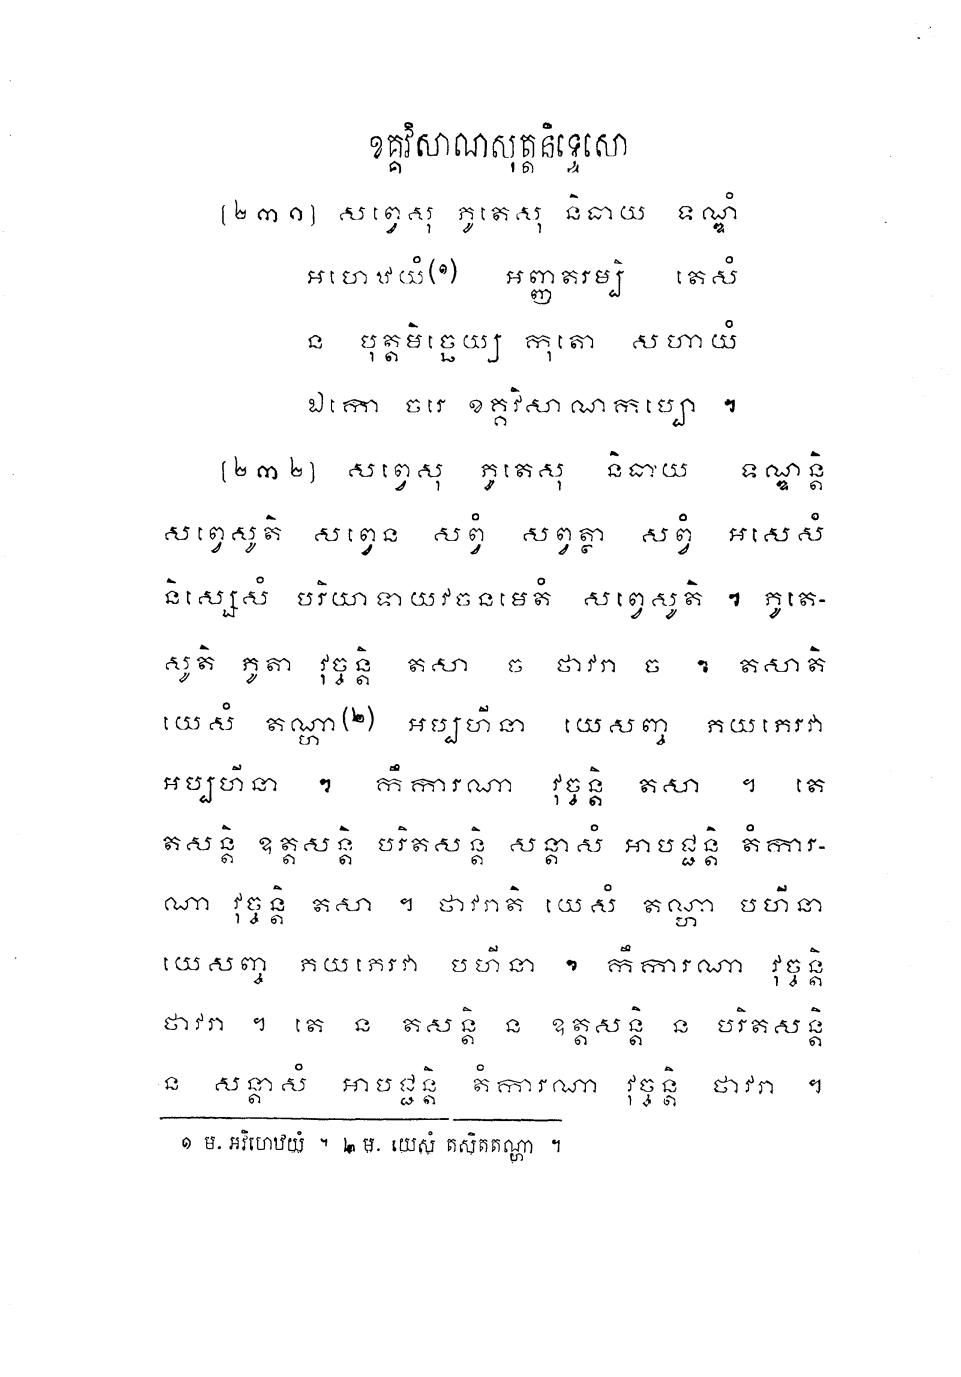 ខគ្គវិសាណសុត្តនិទ្ទេសោ
(២៣១) សព្វេសុ ភូតេសុ និធាយ ទណ្ឌំ
អហេឋយំ(១) អញ្ញតរម្បិ តេសំ
ន បុត្តមិច្ឆេយ្យ កុតោ សហាយំ
ឯកោ ចរេ ខគ្គវិសាណកប្បោ ។
(២៣២) សព្វេសុ ភូតេសុ និធាយ ទណ្ឌន្តិ
សព្វេសូតិ សព្វេន សព្វំ សព្វត្ថា សព្វំ អសេសំ
និស្សេសំ បរិយាទាយវចនមេតំ សព្វេសូតិ ។ ភូតេ-
សូតិ ភូតា វុច្ចន្តិ តសា ច ថាវរា ច ។ តសាតិ
យេសំ តណ្ហា(២) អប្បហីនា យេសញ្ច ភយភេរវា
អប្បហីនា ។ កឹការណា វុច្ចន្តិ តសា ។ តេ
តសន្តិ ឧត្តសន្តិ បរិតសន្តិ សន្តាសំ អាបជ្ជន្តិ តំការ-
ណា វុច្ចន្តិ តសា ។ ថាវរាតិ យេសំ តណ្ហា បហីនា
យេសញ្ច ភយភេរវា បហីនា ។ កឹការណា វុច្ចន្តិ
ថាវរា ។ តេ ន តសន្តិ ន ឧត្តសន្តិ ន បរិតសន្តិ
ន សន្តាសំ អាបជ្ជន្តិ តំការណា វុច្ចន្តិ ថាវរា ។
១ ម. អវិហេឋយំ ។ ២ ម. យេសំ តសិតតណ្ហា ។